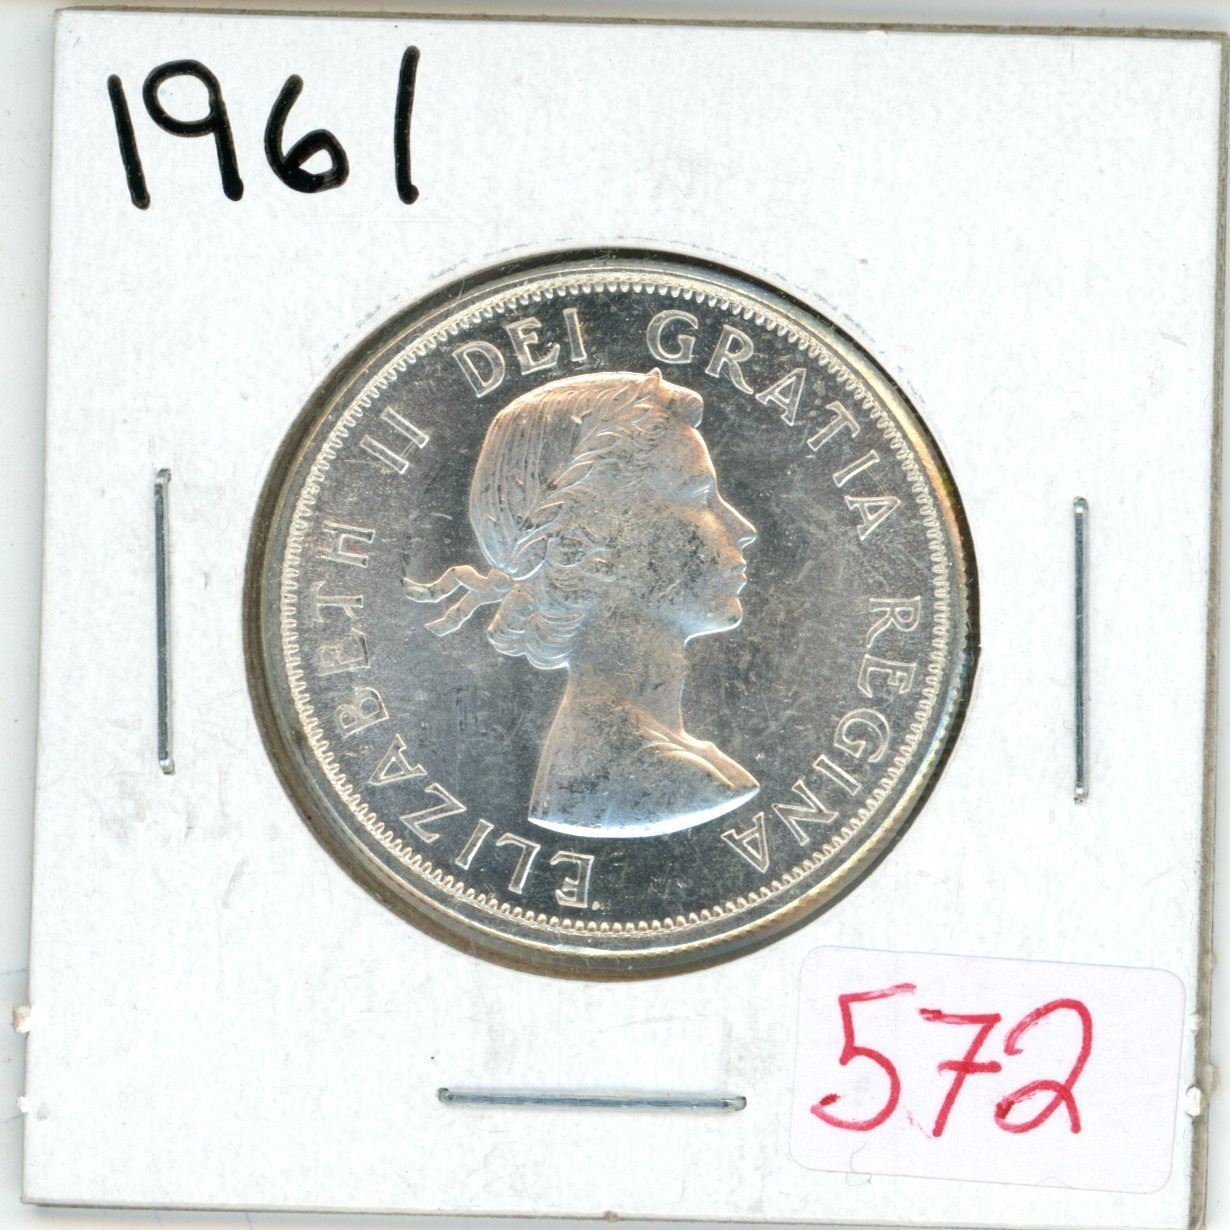 1961
ELIZABETH II DEI GRATIA REGINA
572